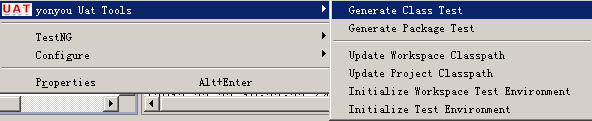 UAT yonyou Uat Tools
TestNG
Configure
Properties Alt+Enter
Generate Class Test
Generate Package Test
Update Workspace Classpath
Update Project Classpath
Initialize Workspace Test Environment
Initialize Test Environment